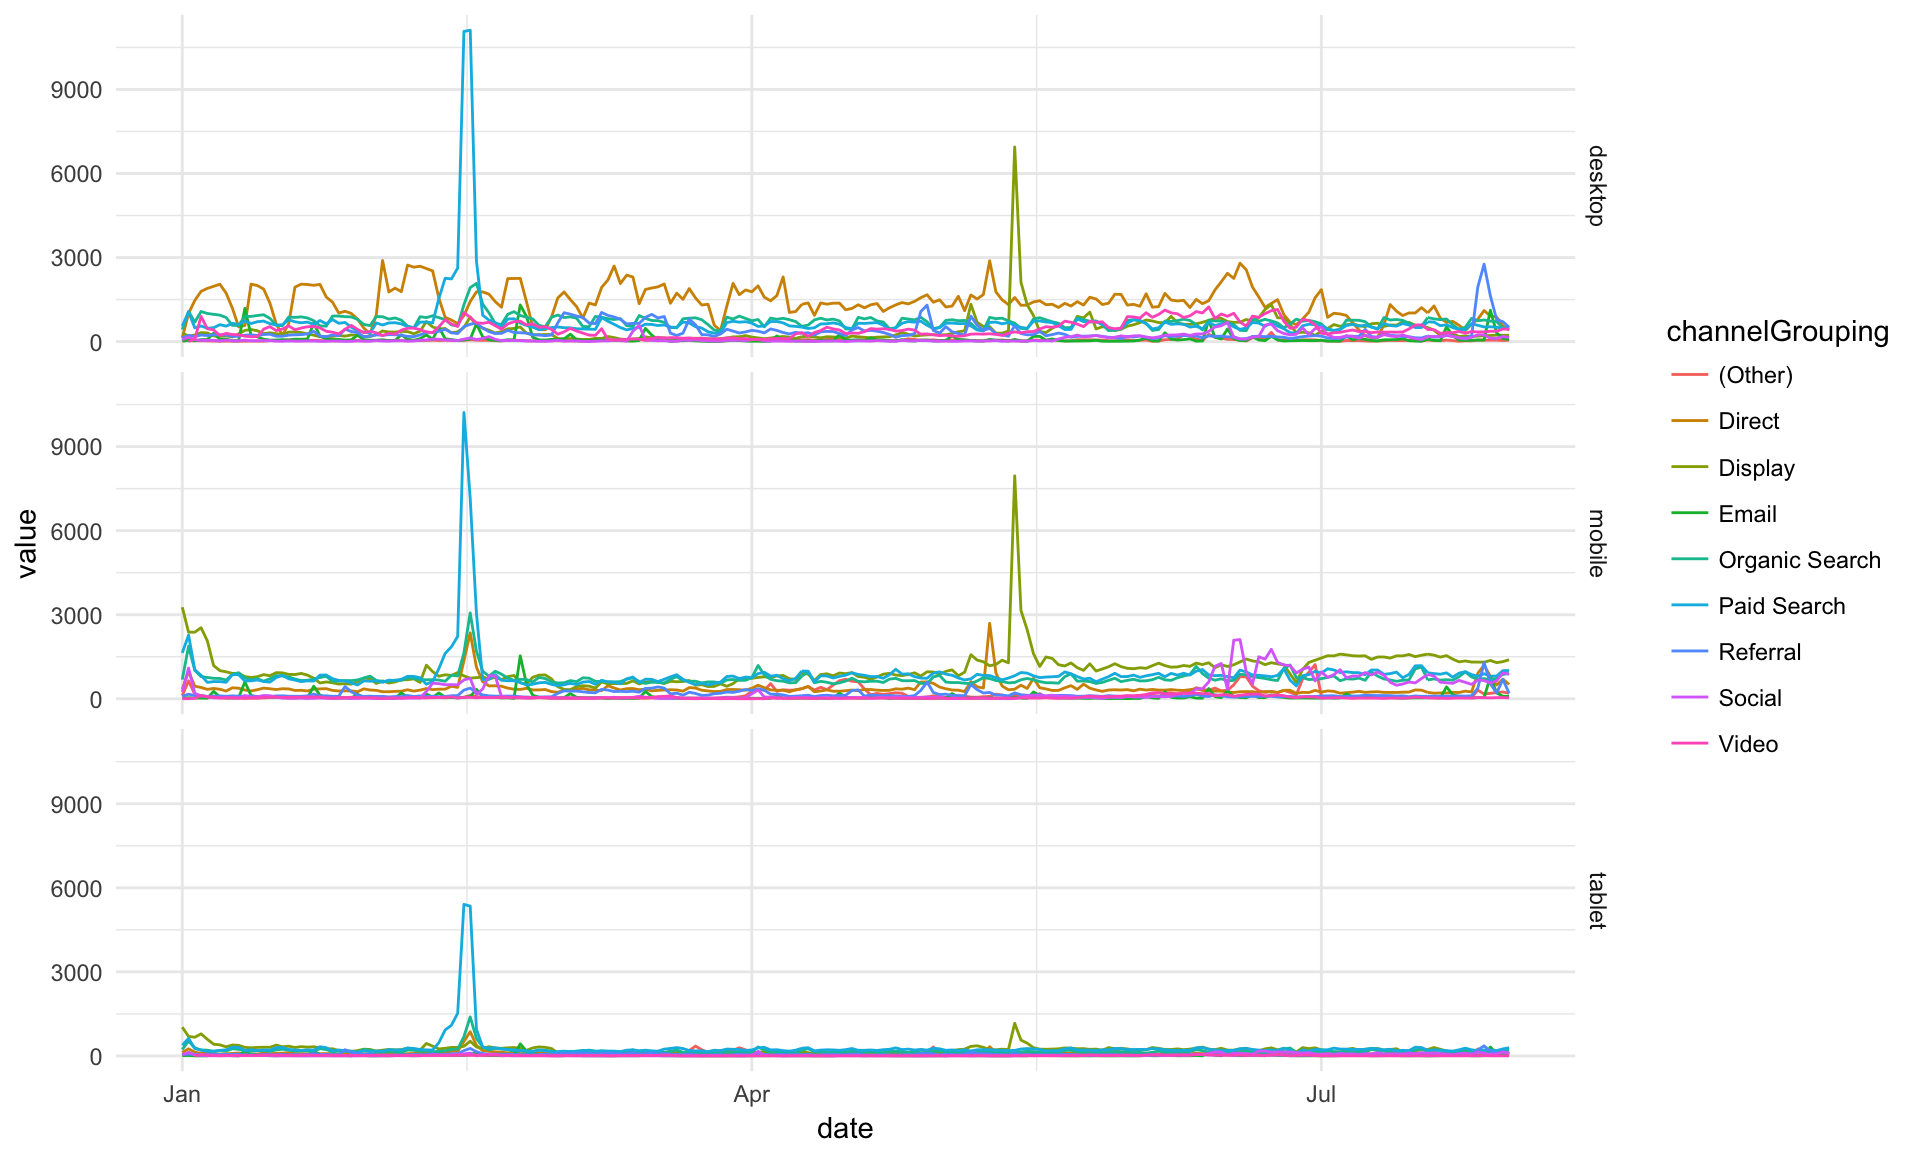 9000
6000
3000
0
desktop
9000
6000
3000
0
mobile
9000
6000
3000
0
tablet
value
Jan
Apr
Jul
date
channelGrouping
(Other)
Direct
Display
Email
Organic Search
Paid Search
Referral
Social
Video